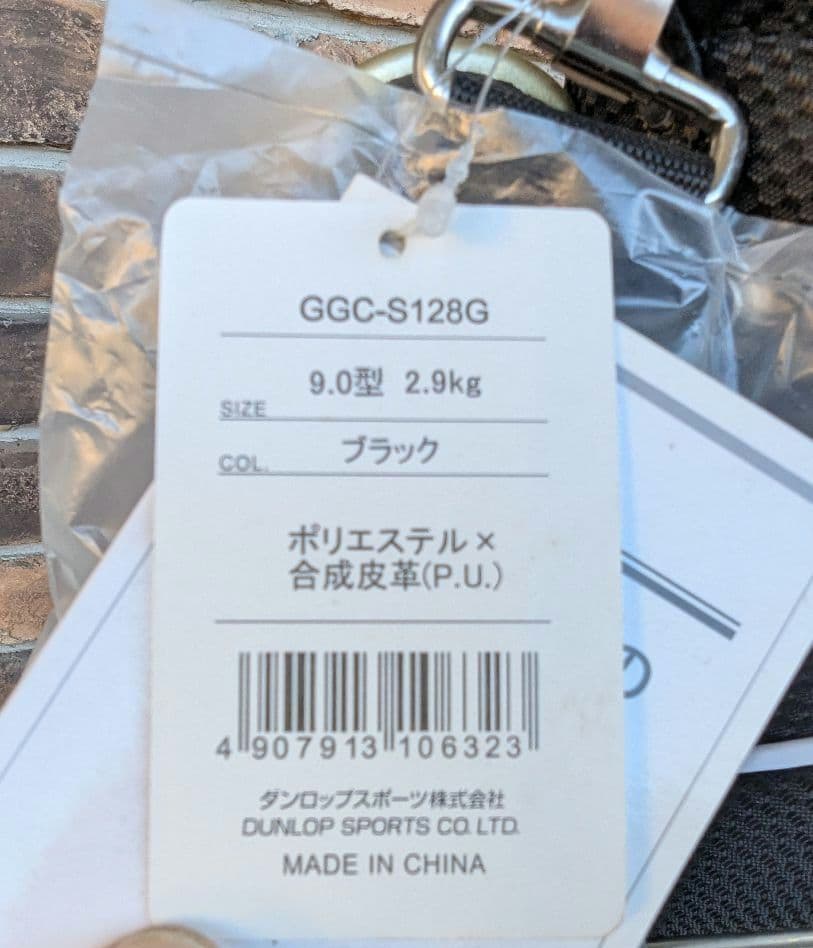 GGC-S128G
SIZE 9.0型 2.9kg
COL. ブラック
ポリエステル×
合成皮革(P.U.)
4 907913 106323
ダンロップスポーツ株式会社
DUNLOP SPORTS CO. LTD.
MADE IN CHINA
の